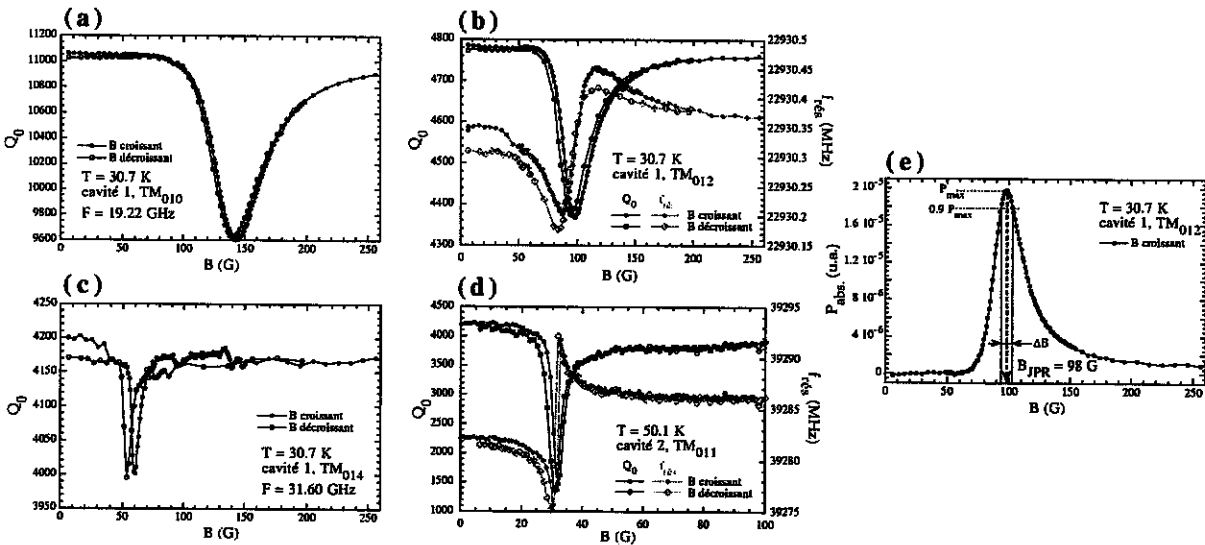 (a)
11200
11000
10800
10600
10400
10200
10000
9800
9600
Q0
B croissant
B décroissant
T = 30.7 K
cavité 1, TM010
F = 19.22 GHz
0 50 100 150 200 250
B (G)
(b)
4800
4700
4600
4500
4400
4300
Q0
22930.5
22930.45
22930.4
22930.35
22930.3
22930.25
22930.2
22930.15
frés (MHz)
T = 30.7 K
cavité 1, TM012
Q0
B croissant
B décroissant
0 50 100 150 200 250
B (G)
(c)
4250
4200
4150
4100
4050
4000
3950
Q0
B croissant
B décroissant
T = 30.7 K
cavité 1, TM014
F = 31.60 GHz
0 50 100 150 200 250
B (G)
(d)
4500
4000
3500
3000
2500
2000
1500
1000
Q0
39295
39290
39285
39280
39275
frés (MHz)
T = 50.1 K
cavité 2, TM011
Q0
B croissant
B décroissant
0 20 40 60 80 100
B (G)
(e)
2 10-5
1.6 10-5
1.2 10-5
8 10-6
4 10-6
0
Pabs. (u.a.)
Pmax
0.9 Pmax
T = 30.7 K
cavité 1, TM012
B croissant
ΔB
BJPR = 98 G
0 50 100 150 200 250
B (G)